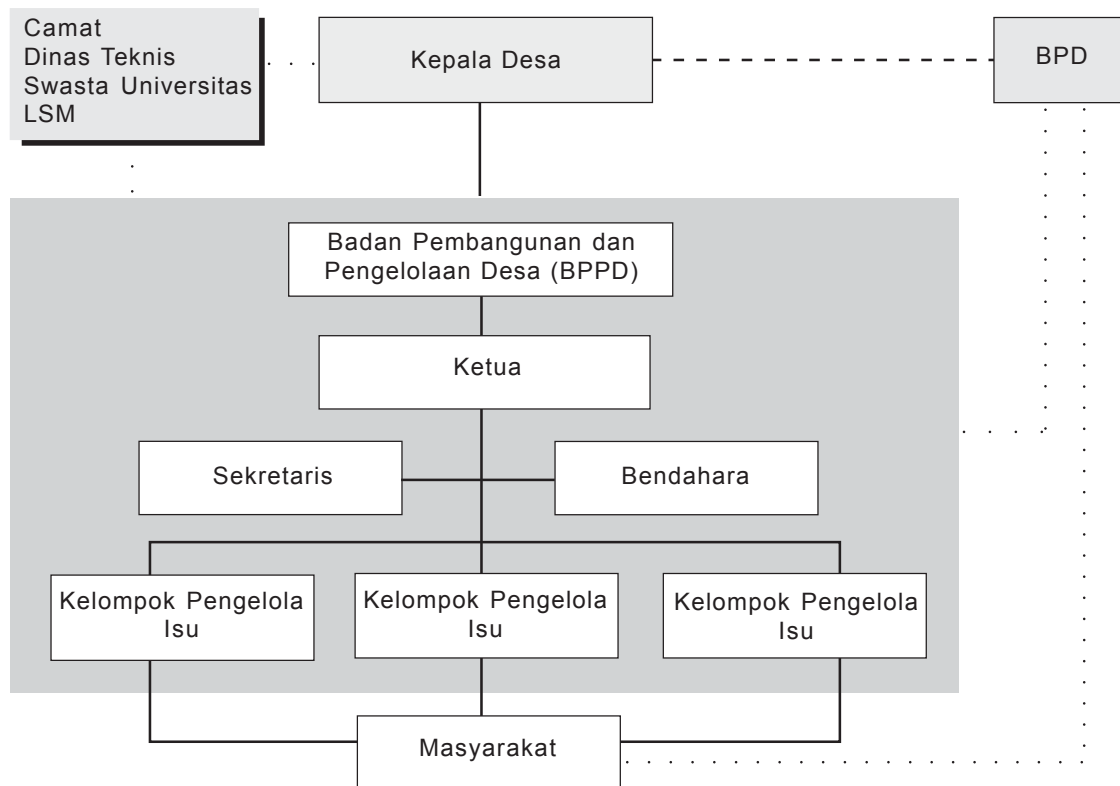 Camat
Dinas Teknis
Swasta Universitas
LSM
Kepala Desa
BPD
Badan Pembangunan dan
Pengelolaan Desa (BPPD)
Ketua
Sekretaris
Bendahara
Kelompok Pengelola
Isu
Kelompok Pengelola
Isu
Kelompok Pengelola
Isu
Masyarakat